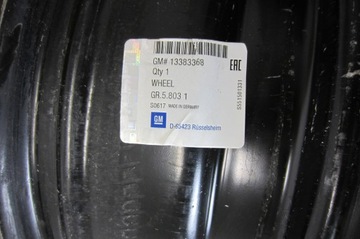 GM# 13383368
Qty 1
WHEEL
GR.5.803 1
S0617 MADE IN GERMANY
GM D-65423 Rüsselsheim
EAC